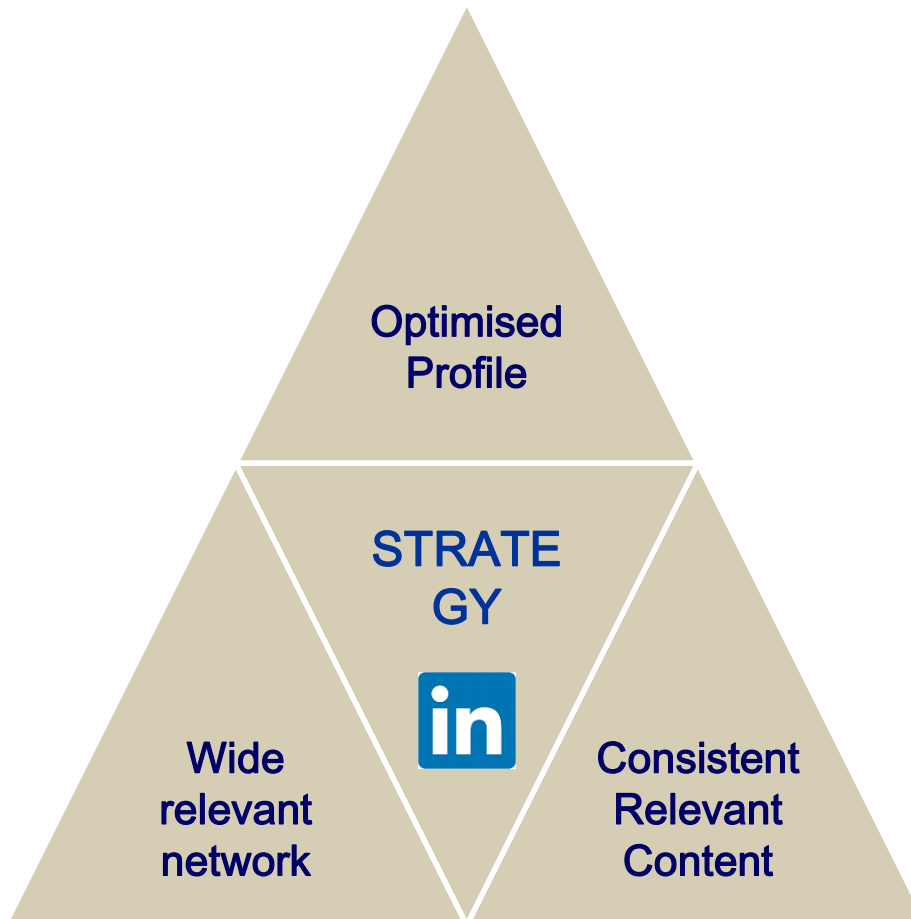 Optimised
Profile
STRATE
GY
in
Wide
relevant
network
Consistent
Relevant
Content